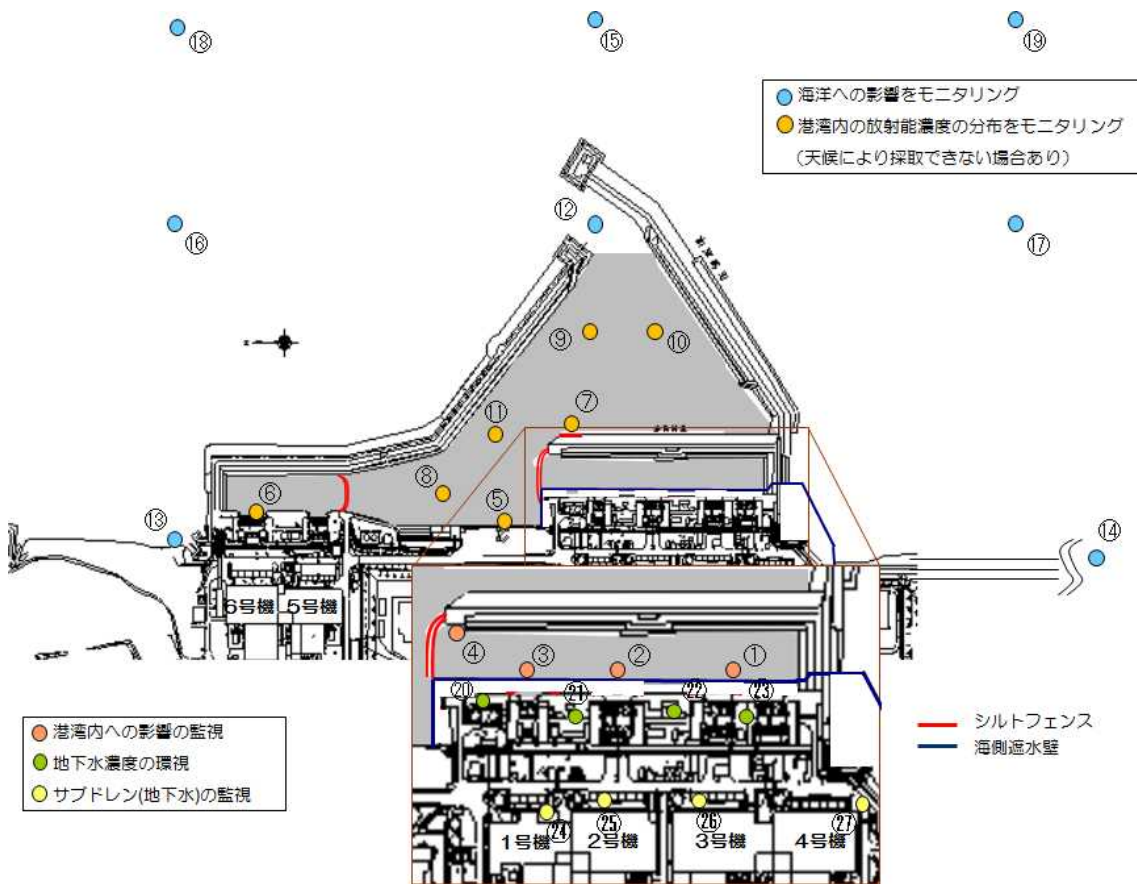 ⑱
⑮
⑲
海洋への影響をモニタリング
港湾内の放射能濃度の分布をモニタリング
(天候により採取できない場合あり)
⑫
⑯
⑰
⑨
⑩
⑦
⑪
⑧
⑥
⑤
⑬
⑭
6号機
5号機
④
③
②
①
⑳
㉑
㉒
㉓
港湾内への影響の監視
地下水濃度の環視
サブドレン(地下水)の監視
シルトフェンス
海側遮水壁
㉔
㉕
㉖
㉗
1号機
2号機
3号機
4号機